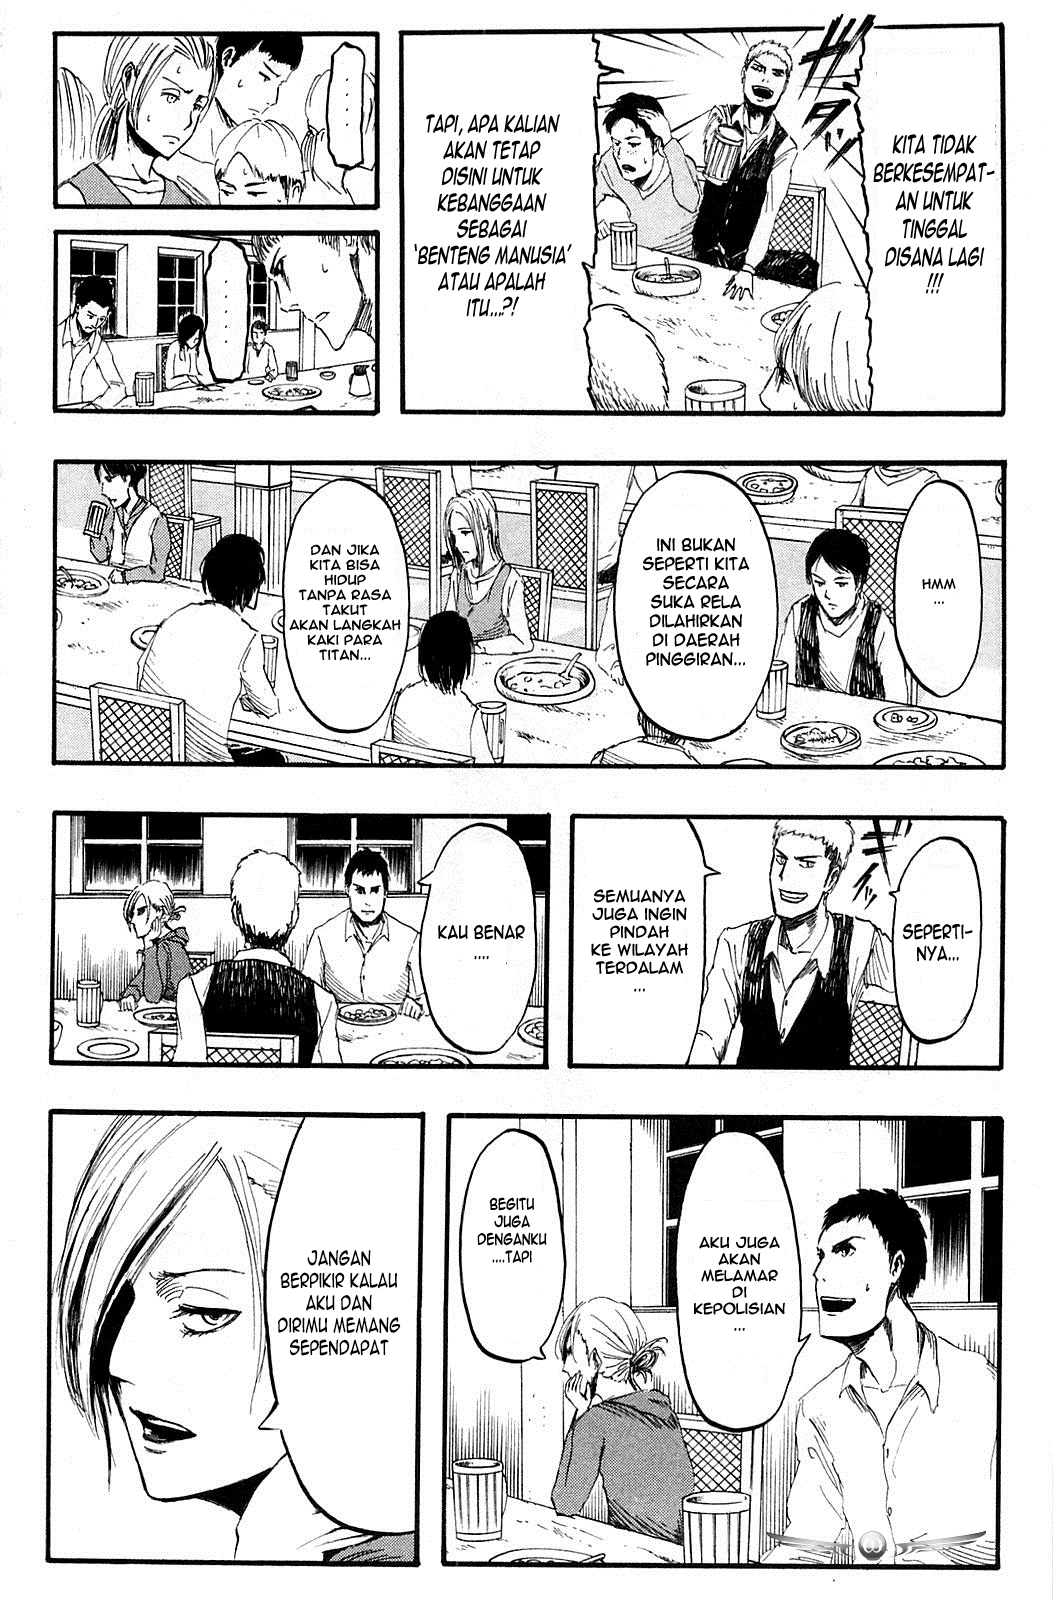 KITA TIDAK
BERKESEMPAT-
AN UNTUK
TINGGAL
DISANA LAGI
!!!
TAPI, APA KALIAN
AKAN TETAP
DISINI UNTUK
KEBANGGAAN
SEBAGAI
'BENTENG MANUSIA'
ATAU APALAH
ITU...?!
......
......
HMM
...
INI BUKAN
SEPERTI KITA
SECARA
SUKA RELA
DILAHIRKAN
DI DAERAH
PINGGIRAN...
DAN JIKA
KITA BISA
HIDUP
TANPA RASA
TAKUT
AKAN LANGKAH
KAKI PARA
TITAN...
SEPERTI-
NYA...
SEMUANYA
JUGA INGIN
PINDAH
KE WILAYAH
TERDALAM
...
KAU BENAR
....
AKU JUGA
AKAN
MELAMAR
DI
KEPOLISIAN
...
BEGITU
JUGA
DENGANKU
....TAPI
JANGAN
BERPIKIR KALAU
AKU DAN
DIRIMU MEMANG
SEPENDAPAT